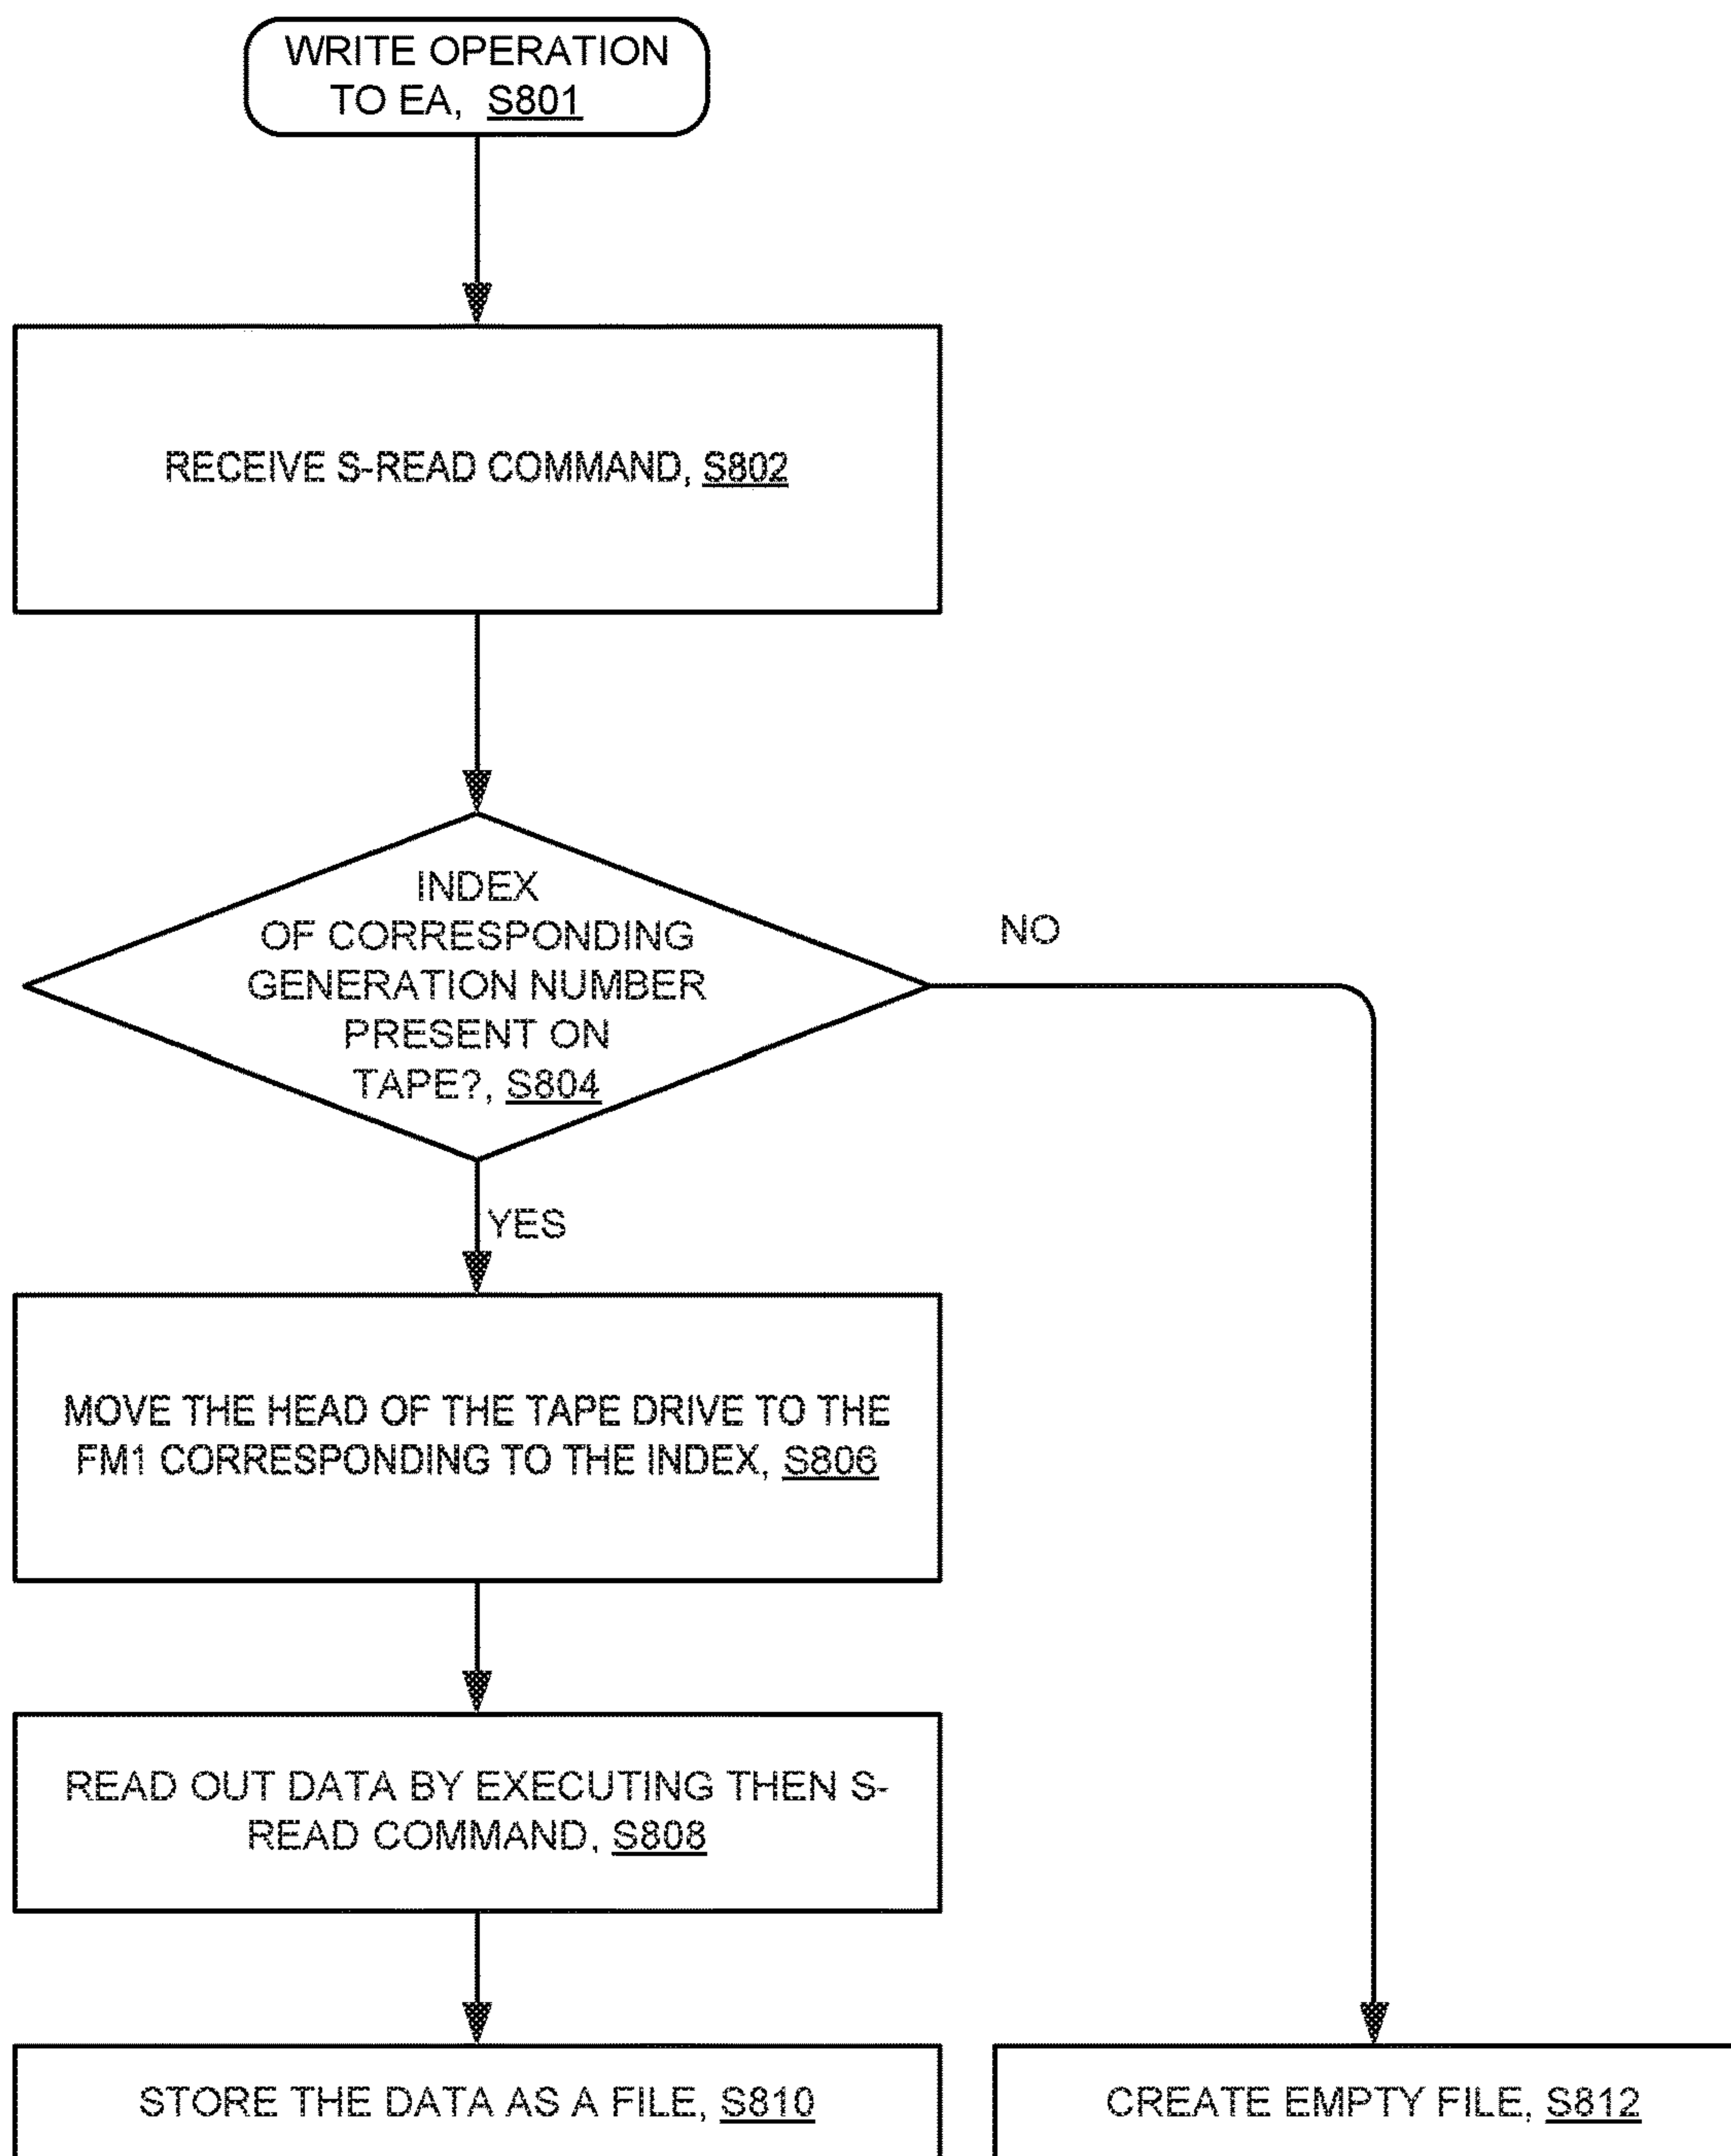 WRITE OPERATION
TO EA, S801
RECEIVE S-READ COMMAND, S802
INDEX
OF CORRESPONDING
GENERATION NUMBER
PRESENT ON
TAPE?, S804
NO
YES
MOVE THE HEAD OF THE TAPE DRIVE TO THE
FM1 CORRESPONDING TO THE INDEX, S806
READ OUT DATA BY EXECUTING THEN S-
READ COMMAND, S808
STORE THE DATA AS A FILE, S810
CREATE EMPTY FILE, S812